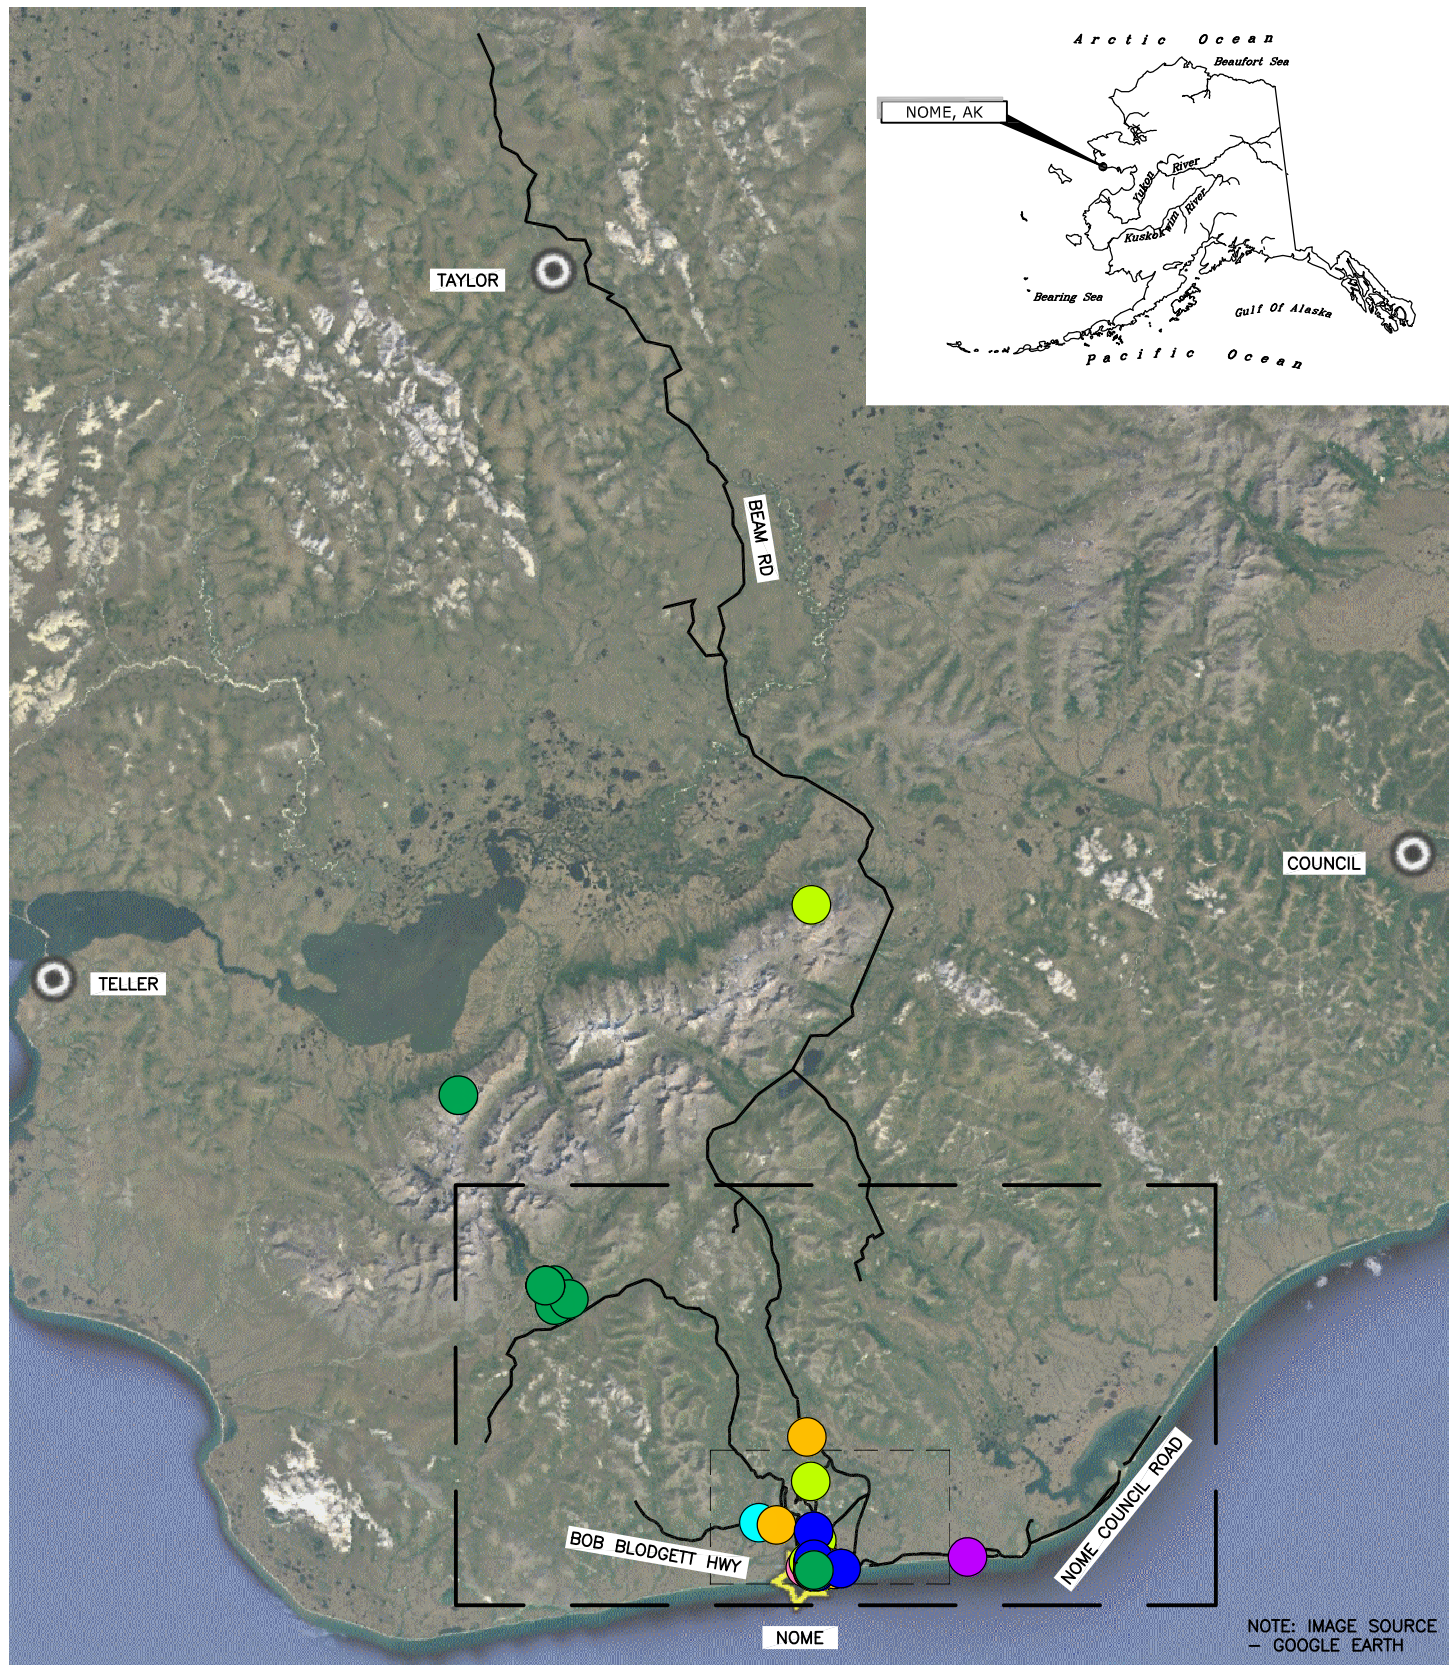 Arctic Ocean
Beaufort Sea
NOME, AK
Yukon
River
Kuskokwim
River
Bearing Sea
Gulf Of Alaska
Pacific Ocean
TAYLOR
BEAM RD
COUNCIL
TELLER
BOB BLODGETT HWY
NOME COUNCIL ROAD
NOME
NOTE: IMAGE SOURCE
– GOOGLE EARTH